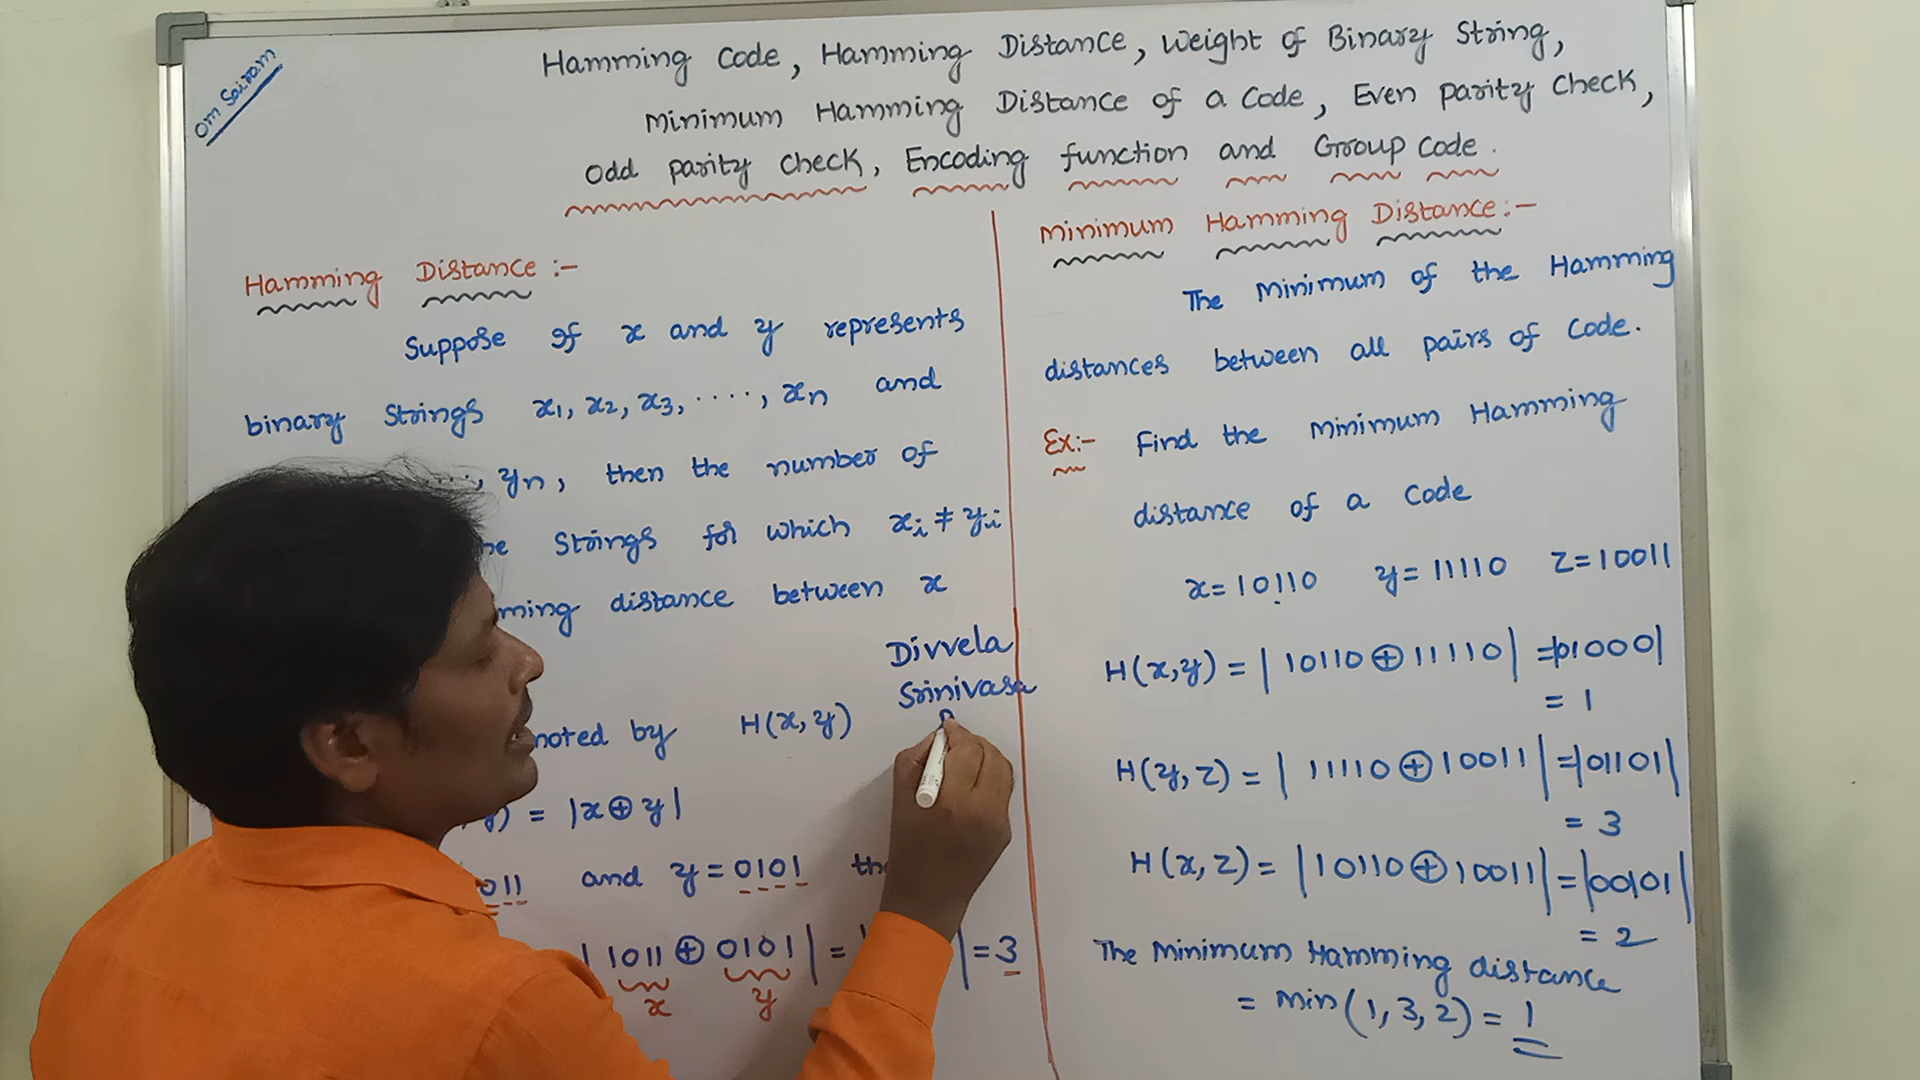 Om Sairam
Hamming Code, Hamming Distance, Weight of Binary String,
Minimum Hamming Distance of a Code, Even parity check,
Odd parity check, Encoding function and Group Code.
Hamming Distance :-
Suppose if x and y represents
binary strings x1, x2, x3, ....., xn and
..., yn, then the number of
strings for which xi ≠ yi
distance between x
Divvela
Srinivasa
by H(x,y)
= |x⊕y|
011 and y = 0101
|1011 ⊕ 0101| = | | = 3
x y
Minimum Hamming Distance:-
The minimum of the Hamming
distances between all pairs of Code.
Ex:- Find the Minimum Hamming
distance of a Code
x=10110 y=11110 z=10011
H(x,y) = |10110⊕11110| = |01000|
= 1
H(y,z) = |11110⊕10011| = |01101|
= 3
H(x,z) = |10110⊕10011| = |00101|
= 2
The Minimum Hamming distance
= min(1,3,2) = 1